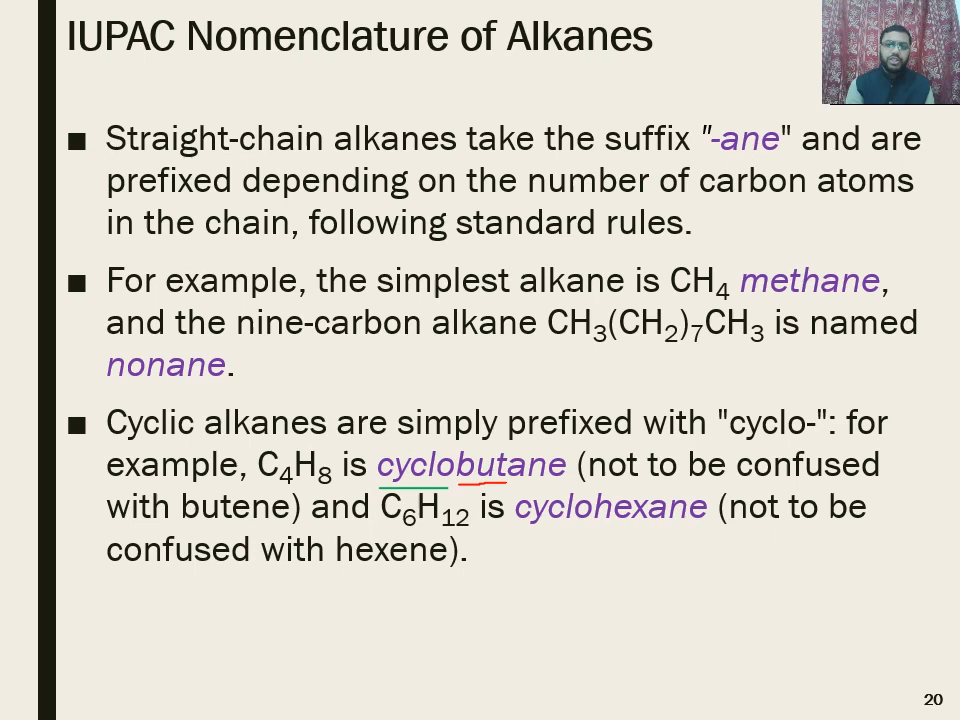 IUPAC Nomenclature of Alkanes
■ Straight-chain alkanes take the suffix "-ane" and are
prefixed depending on the number of carbon atoms
in the chain, following standard rules.
■ For example, the simplest alkane is CH₄ methane,
and the nine-carbon alkane CH₃(CH₂)₇CH₃ is named
nonane.
■ Cyclic alkanes are simply prefixed with "cyclo-": for
example, C₄H₈ is cyclobutane (not to be confused
with butene) and C₆H₁₂ is cyclohexane (not to be
confused with hexene).
20